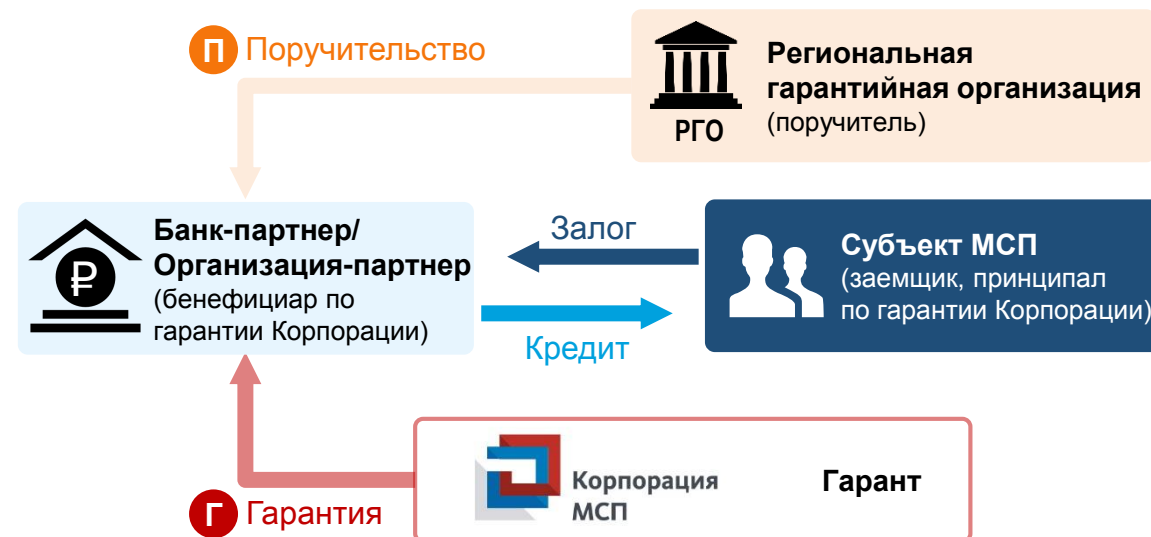 П Поручительство
Региональная
гарантийная организация
(поручитель)
РГО
Банк-партнер/
Организация-партнер
(бенефициар по
гарантии Корпорации)
₽
Залог
Кредит
Субъект МСП
(заемщик, принципал
по гарантии Корпорации)
Корпорация
МСП
Гарант
Г Гарантия